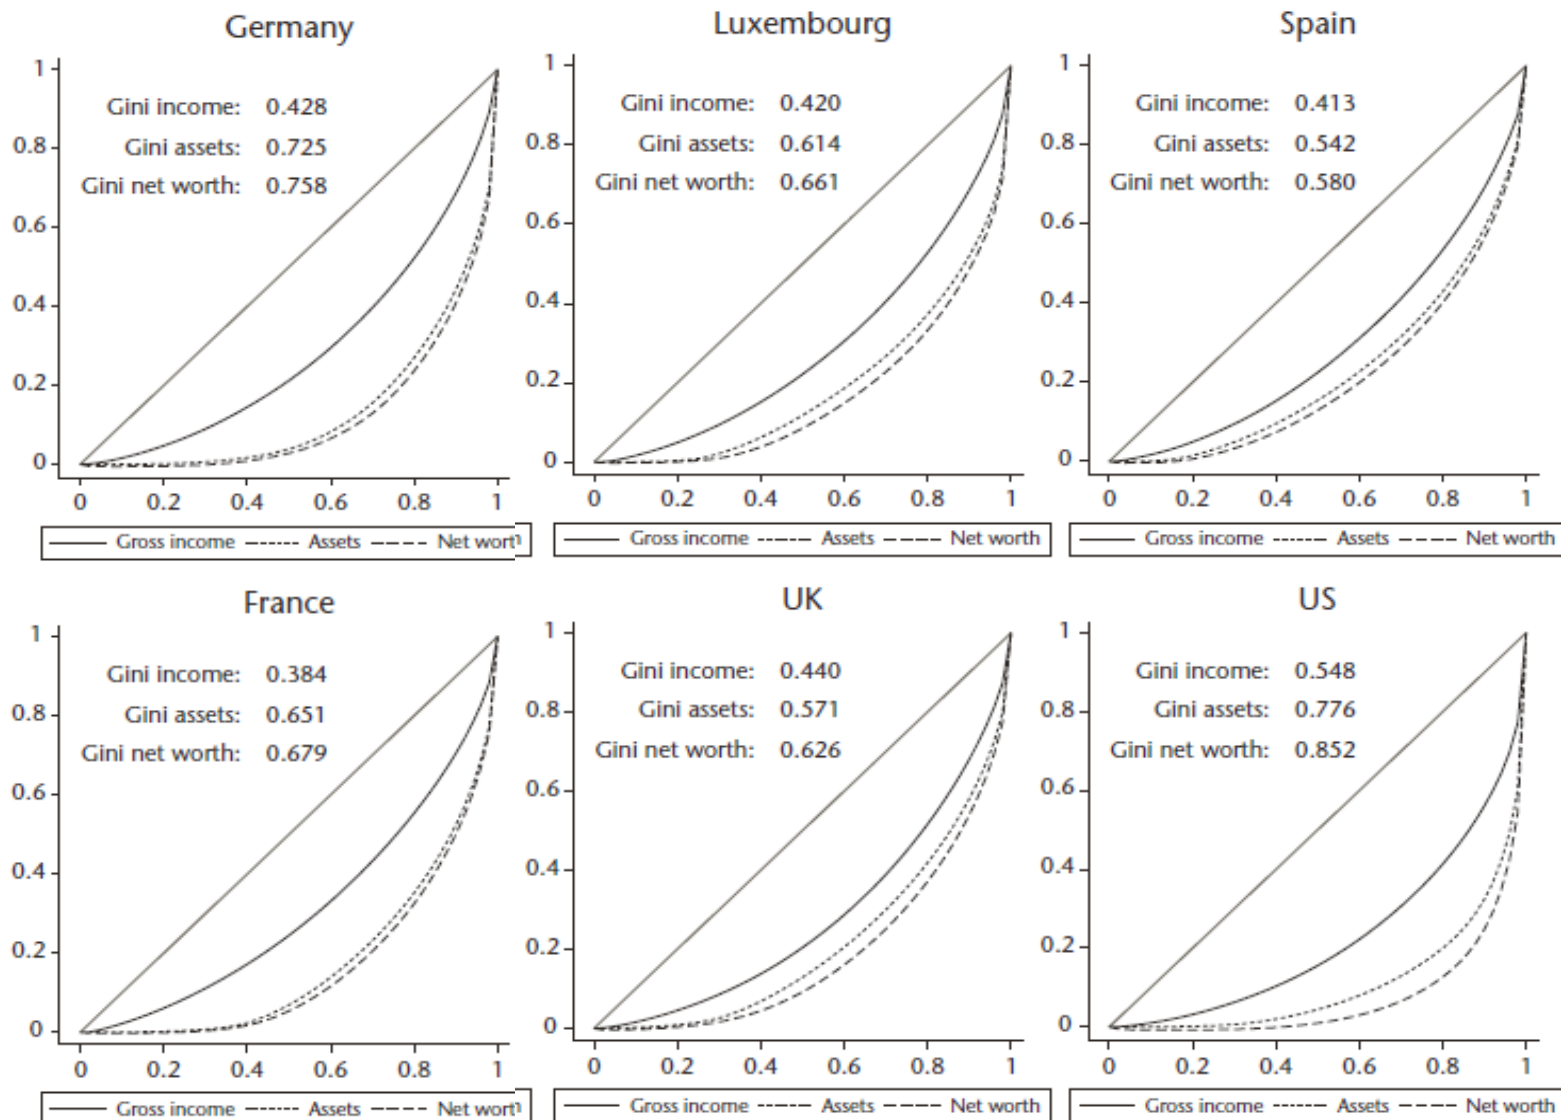 Germany
Gini income: 0.428
Gini assets: 0.725
Gini net worth: 0.758
1
0.8
0.6
0.4
0.2
0
0 0.2 0.4 0.6 0.8 1
Gross income Assets Net worth
Luxembourg
Gini income: 0.420
Gini assets: 0.614
Gini net worth: 0.661
1
0.8
0.6
0.4
0.2
0
0 0.2 0.4 0.6 0.8 1
Gross income Assets Net worth
Spain
Gini income: 0.413
Gini assets: 0.542
Gini net worth: 0.580
1
0.8
0.6
0.4
0.2
0
0 0.2 0.4 0.6 0.8 1
Gross income Assets Net worth
France
Gini income: 0.384
Gini assets: 0.651
Gini net worth: 0.679
1
0.8
0.6
0.4
0.2
0
0 0.2 0.4 0.6 0.8 1
Gross income Assets Net worth
UK
Gini income: 0.440
Gini assets: 0.571
Gini net worth: 0.626
1
0.8
0.6
0.4
0.2
0
0 0.2 0.4 0.6 0.8 1
Gross income Assets Net worth
US
Gini income: 0.548
Gini assets: 0.776
Gini net worth: 0.852
1
0.8
0.6
0.4
0.2
0
0 0.2 0.4 0.6 0.8 1
Gross income Assets Net worth